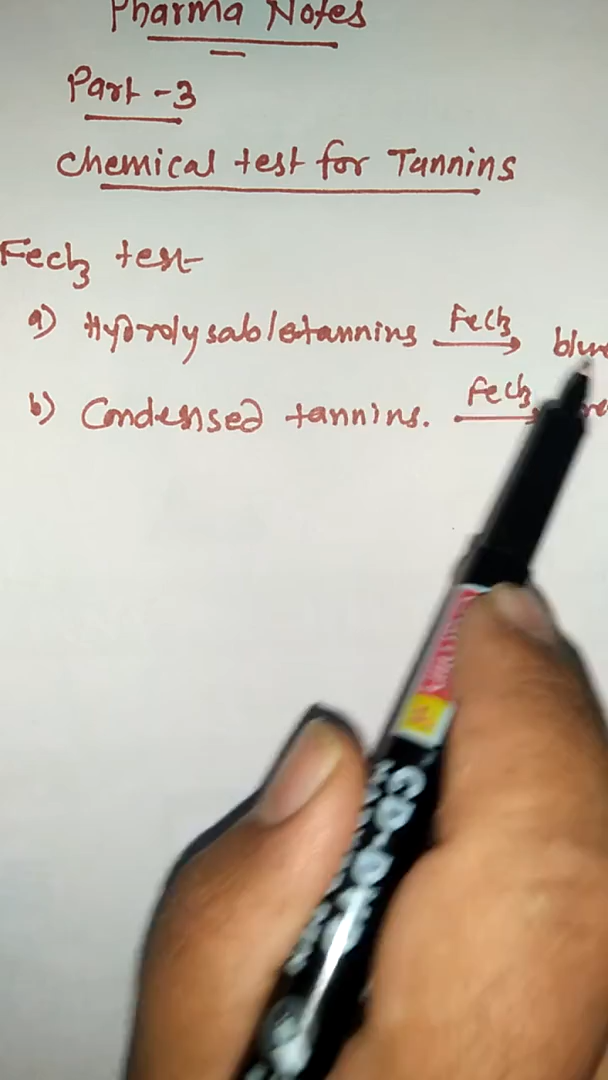 Pharma Notes
Part -3
Chemical test for Tannins
Fecl3 test
a) Hydrolysabletannins Fecl3 blue
b) Condensed tannins. Fecl3